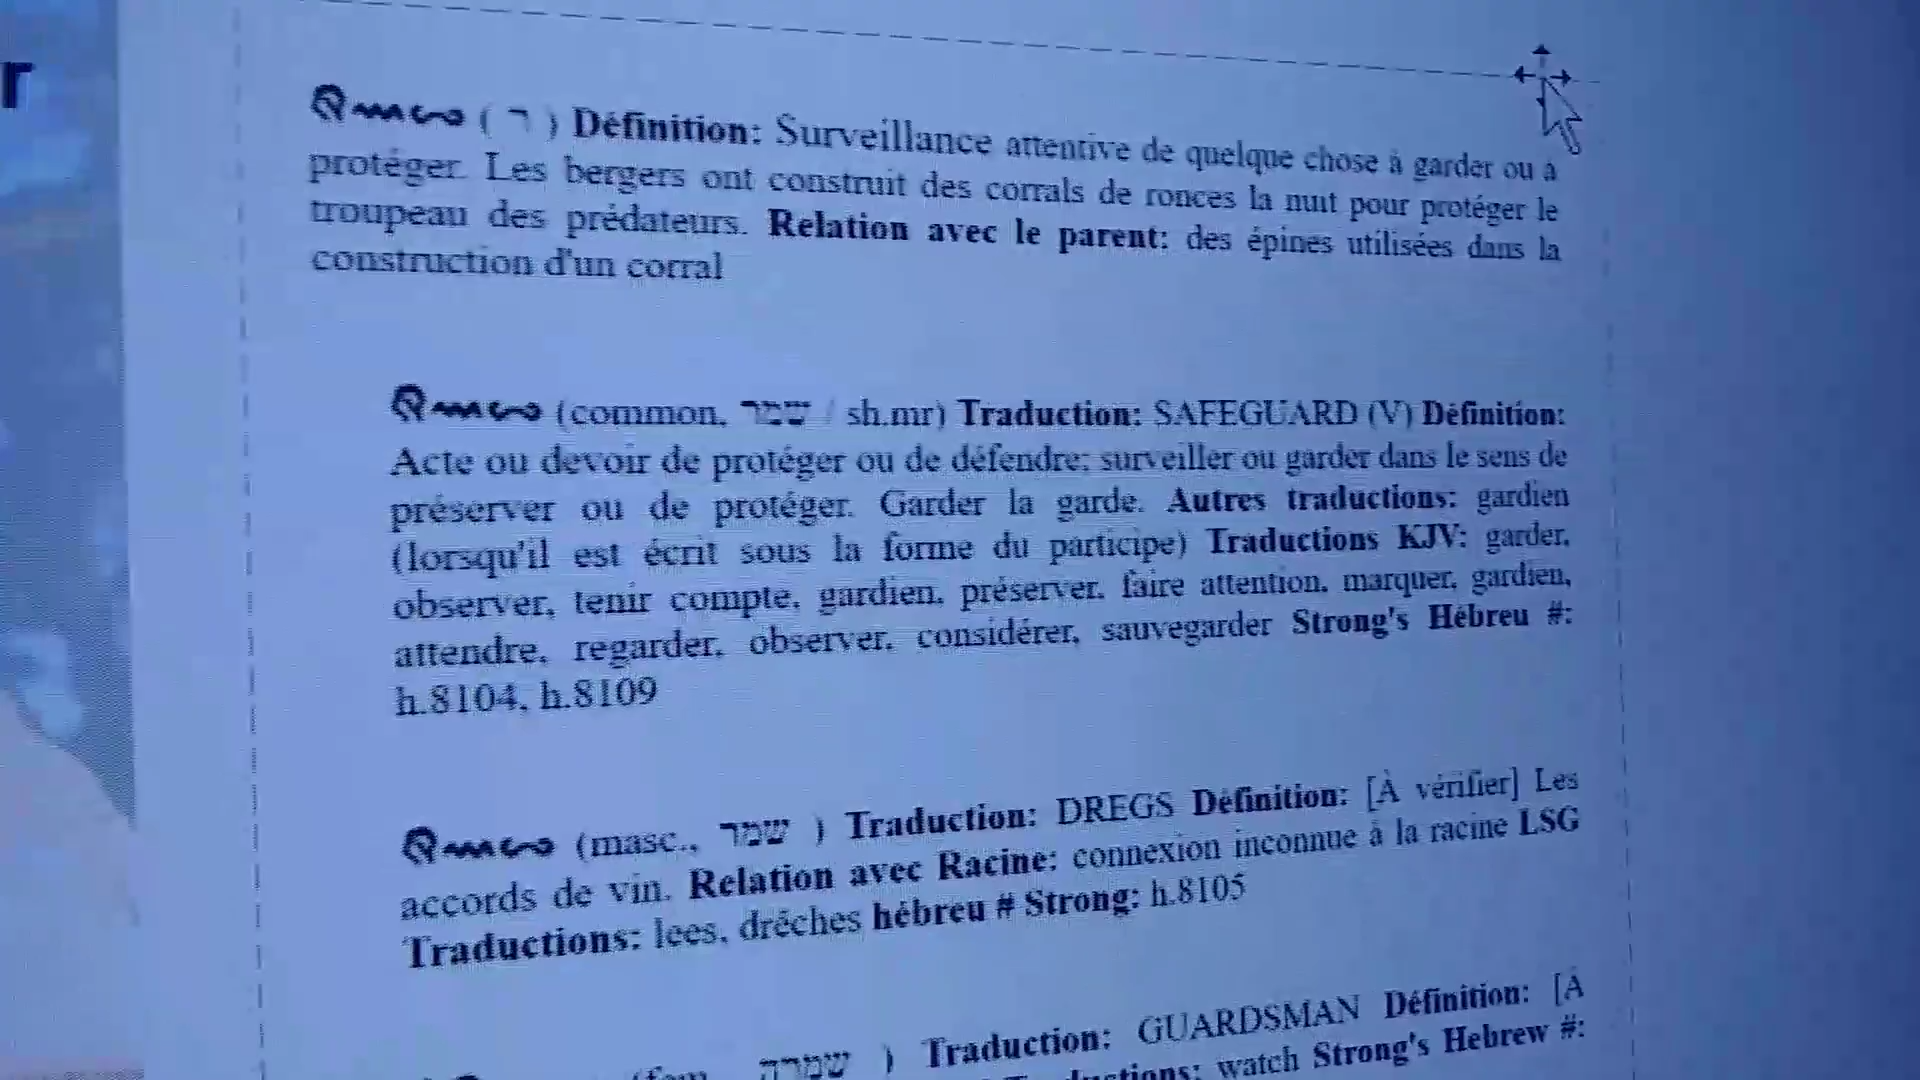 r
( ר ) Définition: Surveillance attentive de quelque chose à garder ou à
protéger. Les bergers ont construit des corrals de ronces la nuit pour protéger le
troupeau des prédateurs. Relation avec le parent: des épines utilisées dans la
construction d'un corral
(common, שמר / sh.mr) Traduction: SAFEGUARD (V) Définition:
Acte ou devoir de protéger ou de défendre; surveiller ou garder dans le sens de
préserver ou de protéger. Garder la garde. Autres traductions: gardien
(lorsqu'il est écrit sous la forme du participe) Traductions KJV: garder,
observer, tenir compte, gardien, préserver, faire attention, marquer, gardien,
attendre, regarder, observer, considérer, sauvegarder Strong's Hébreu #:
h.8104, h.8109
(masc., שמר ) Traduction: DREGS Définition: [À vérifier] Les
accords de vin. Relation avec Racine: connexion inconnue à la racine LSG
Traductions: lees, drêches hébreu # Strong: h.8105
(fem שמרה ) Traduction: GUARDSMAN Définition: [À
watch Strong's Hebrew #: